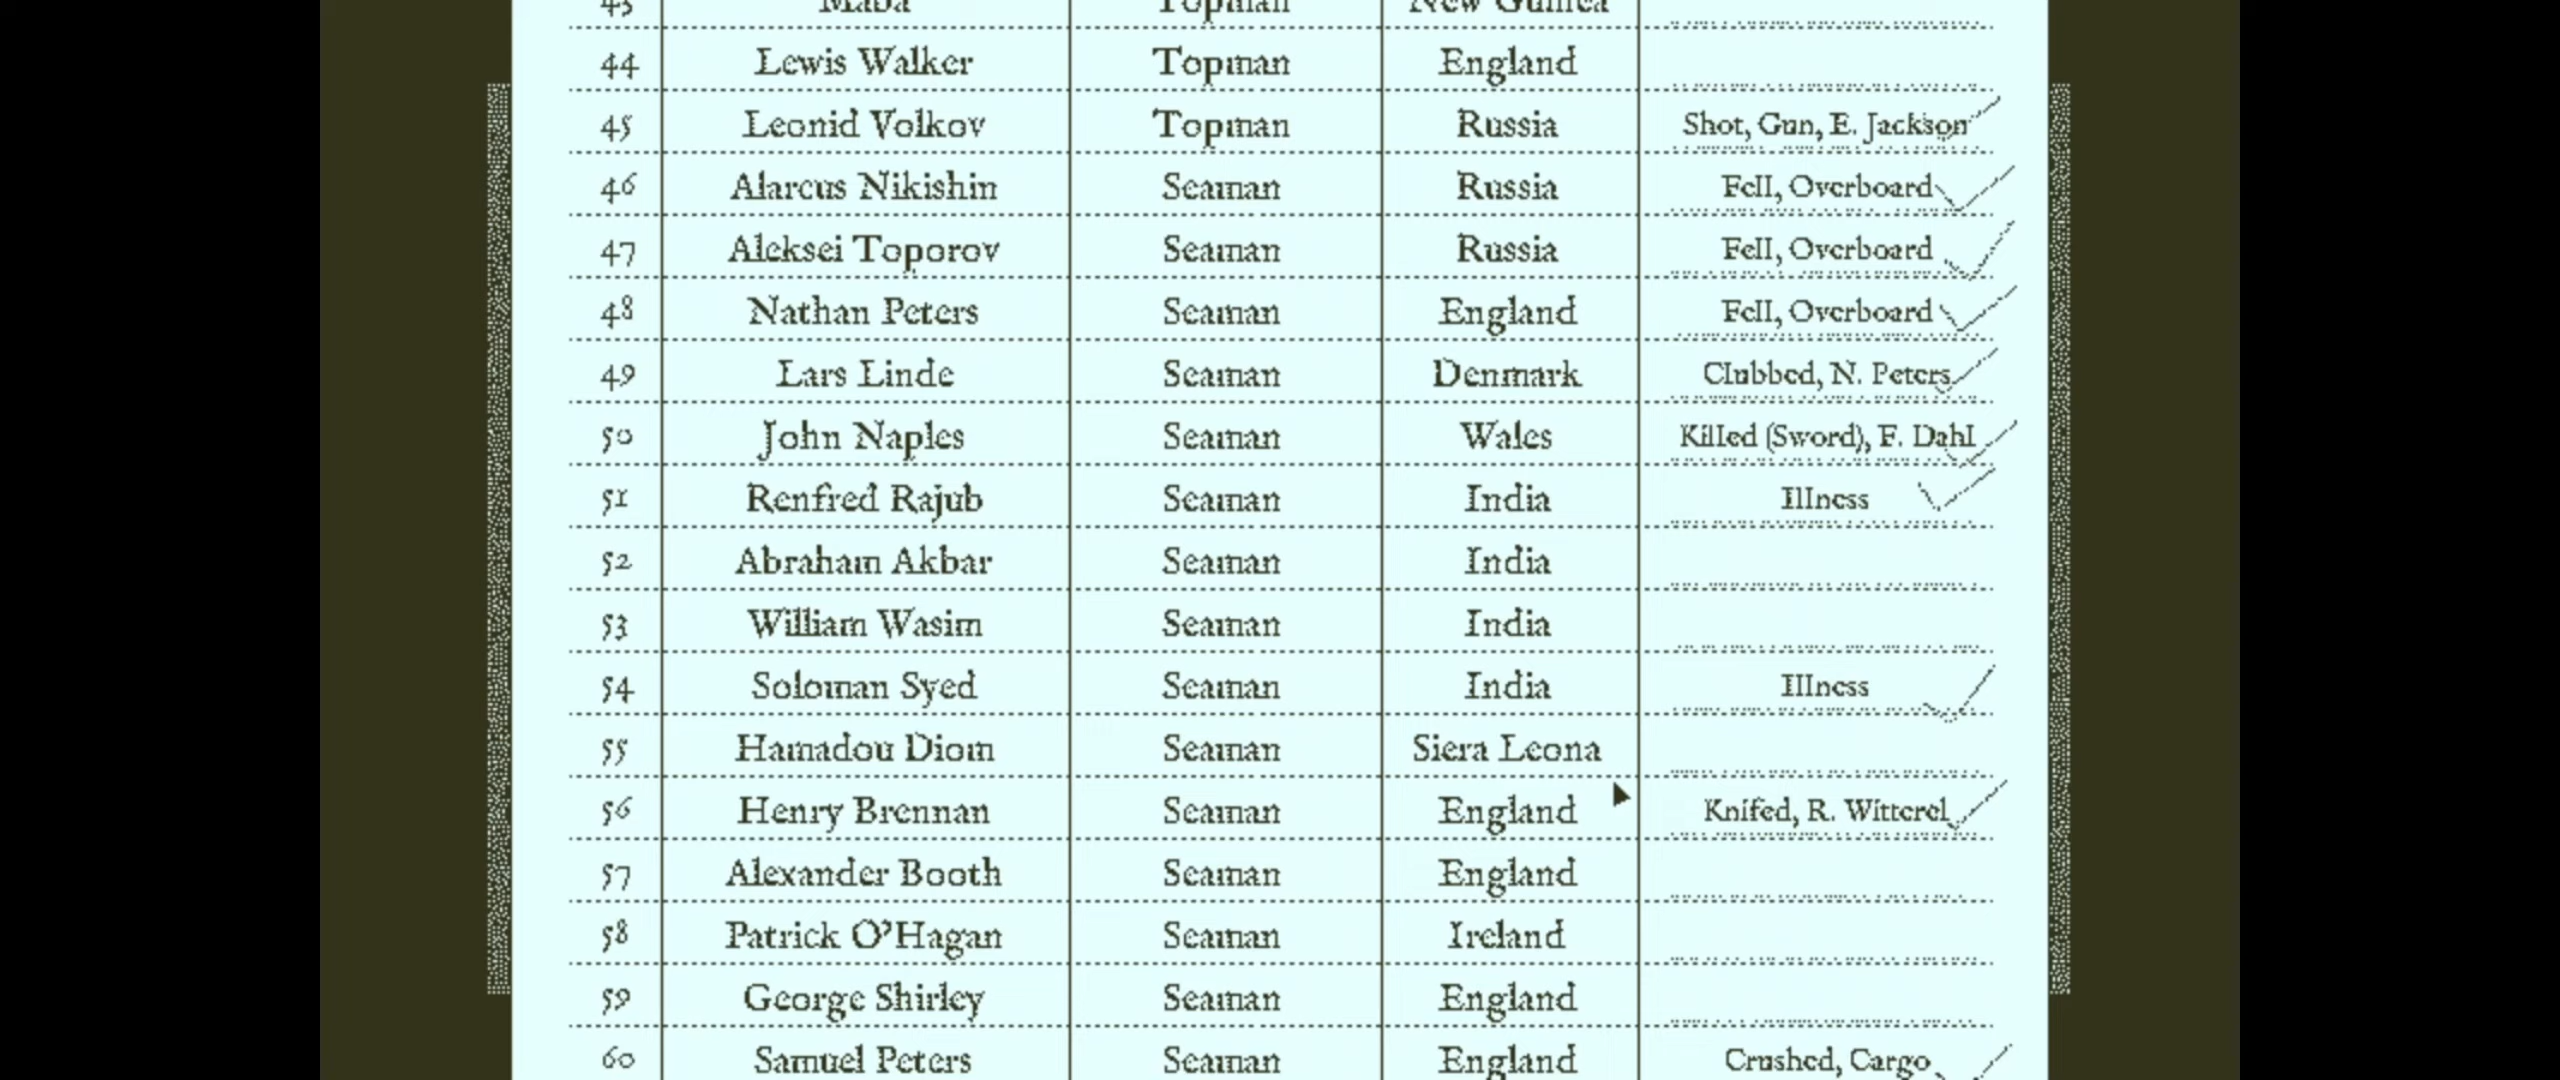 43 Maba Topman New Guinea
44 Lewis Walker Topman England
45 Leonid Volkov Topman Russia Shot, Gun, E. Jackson
46 Alarcus Nikishin Seaman Russia Fell, Overboard
47 Aleksei Toporov Seaman Russia Fell, Overboard
48 Nathan Peters Seaman England Fell, Overboard
49 Lars Linde Seaman Denmark Clubbed, N. Peters
50 John Naples Seaman Wales Killed (Sword), F. Dahl
51 Renfred Rajub Seaman India Illness
52 Abraham Akbar Seaman India
53 William Wasim Seaman India
54 Soloman Syed Seaman India Illness
55 Hamadou Diom Seaman Siera Leona
56 Henry Brennan Seaman England Knifed, R. Witterel
57 Alexander Booth Seaman England
58 Patrick O'Hagan Seaman Ireland
59 George Shirley Seaman England
60 Samuel Peters Seaman England Crushed, Cargo